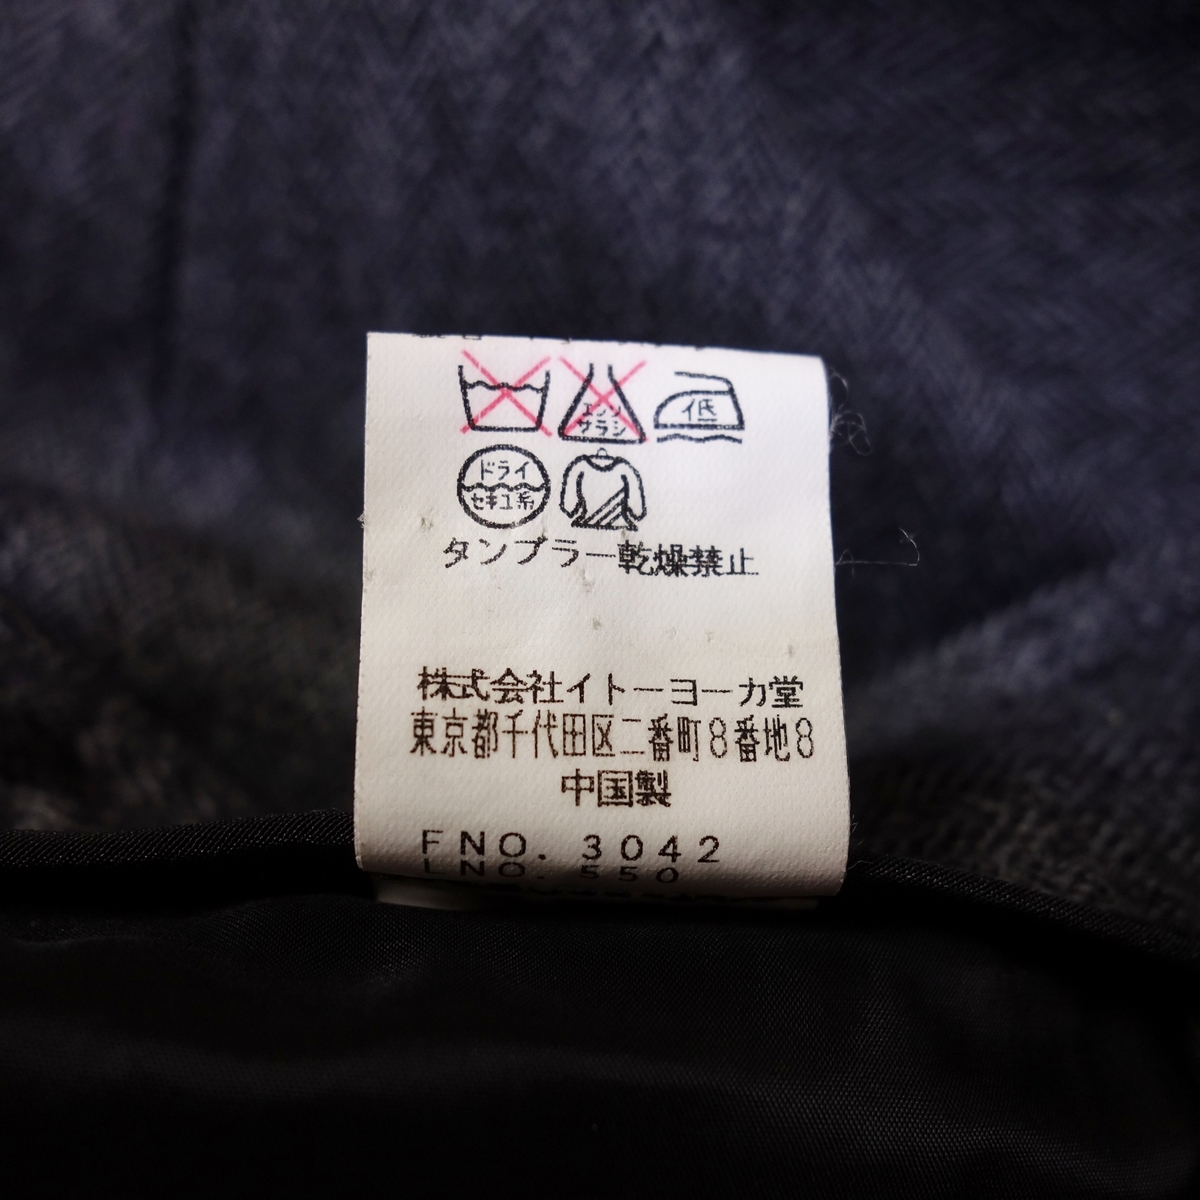 エンソ
サラシ
低
ドライ
セキユ系
タンブラー乾燥禁止
株式会社イトーヨーカ堂
東京都千代田区二番町8番地8
中国製
FNO. 3042
LNO. 550